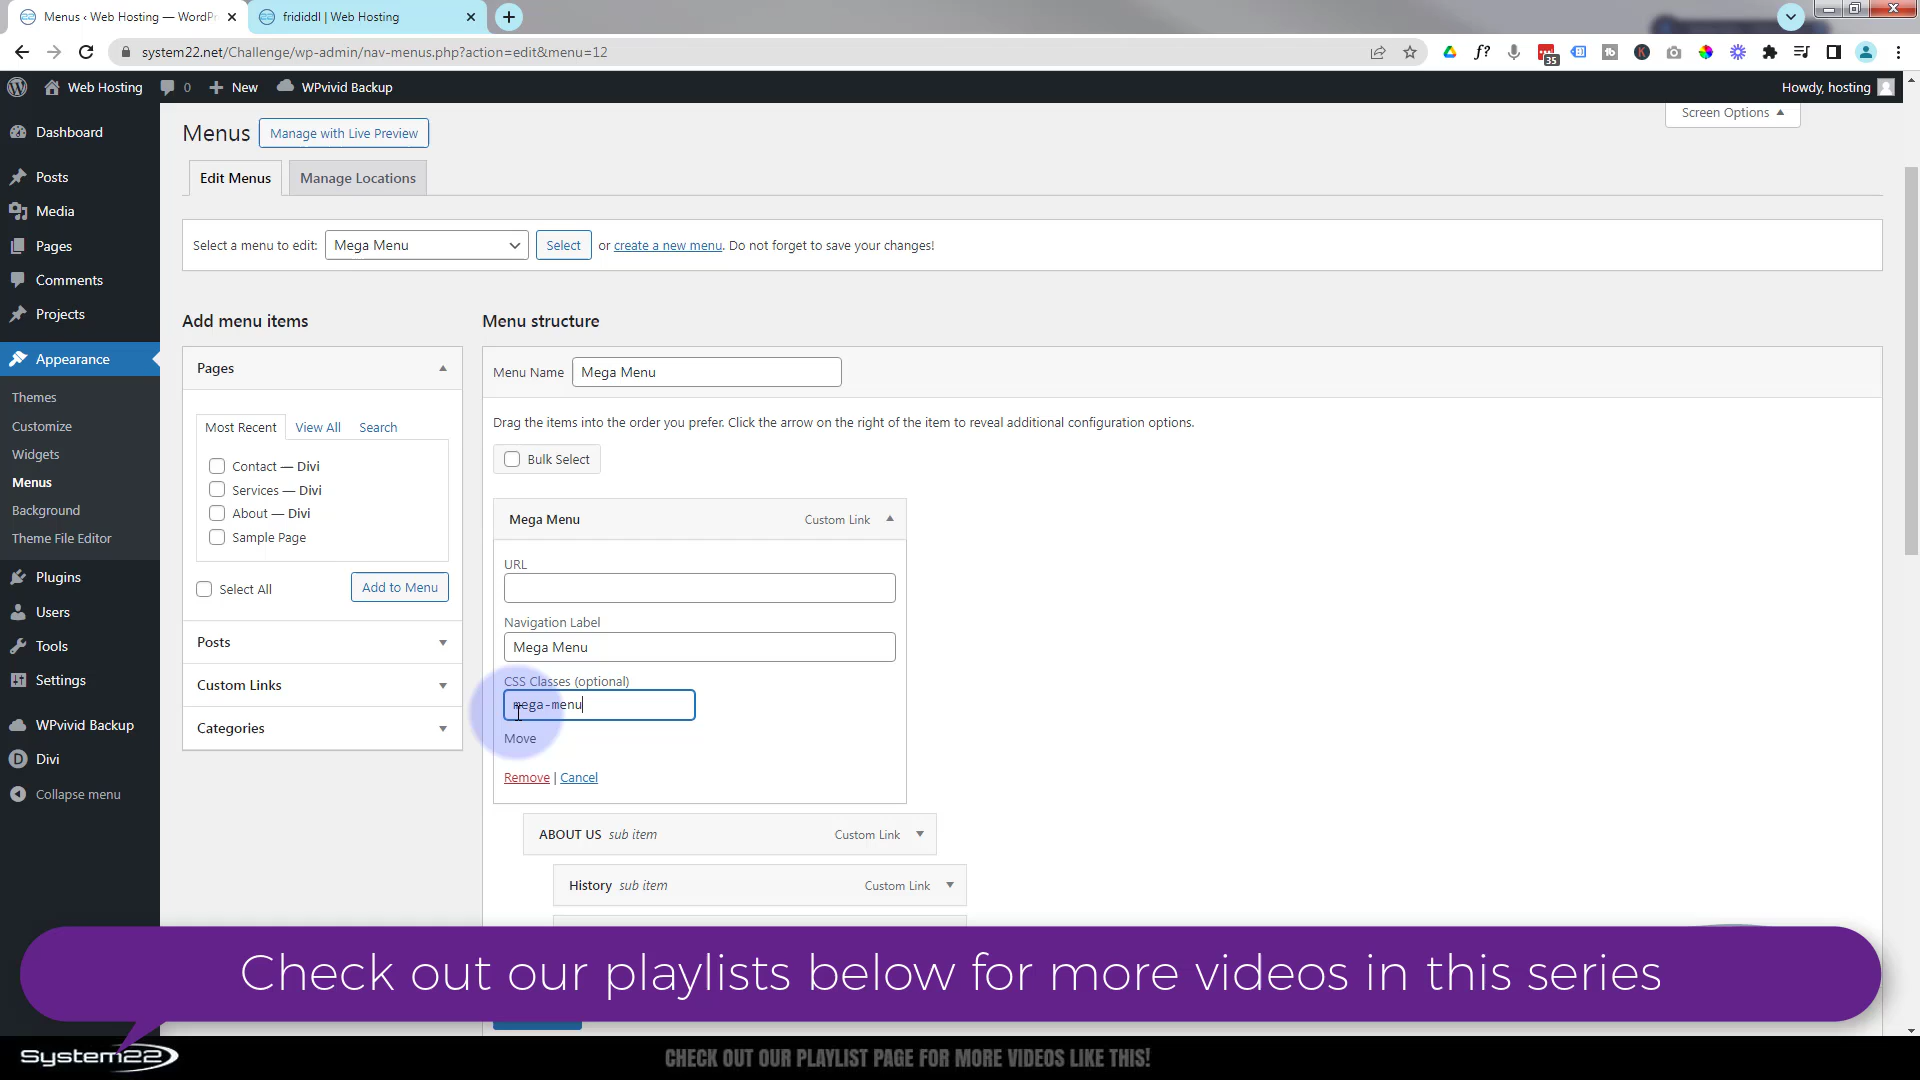 Menus ‹ Web Hosting — WordPr
frididdl | Web Hosting
system22.net/Challenge/wp-admin/nav-menus.php?action=edit&menu=12
f?
35
Web Hosting
0
New
WPvivid Backup
Howdy, hosting
Screen Options
Dashboard
Posts
Media
Pages
Comments
Projects
Appearance
Themes
Customize
Widgets
Menus
Background
Theme File Editor
Plugins
Users
Tools
Settings
WPvivid Backup
Divi
Collapse menu
Menus
Manage with Live Preview
Edit Menus
Manage Locations
Select a menu to edit: Mega Menu Select or create a new menu. Do not forget to save your changes!
Add menu items
Pages
Most Recent View All Search
Contact — Divi
Services — Divi
About — Divi
Sample Page
Select All
Add to Menu
Posts
Custom Links
Categories
Menu structure
Menu Name Mega Menu
Drag the items into the order you prefer. Click the arrow on the right of the item to reveal additional configuration options.
Bulk Select
Mega Menu Custom Link
URL
Navigation Label
Mega Menu
CSS Classes (optional)
mega-menu
Move
Remove | Cancel
ABOUT US sub item Custom Link
History sub item Custom Link
Check out our playlists below for more videos in this series
System22
CHECK OUT OUR PLAYLIST PAGE FOR MORE VIDEOS LIKE THIS!